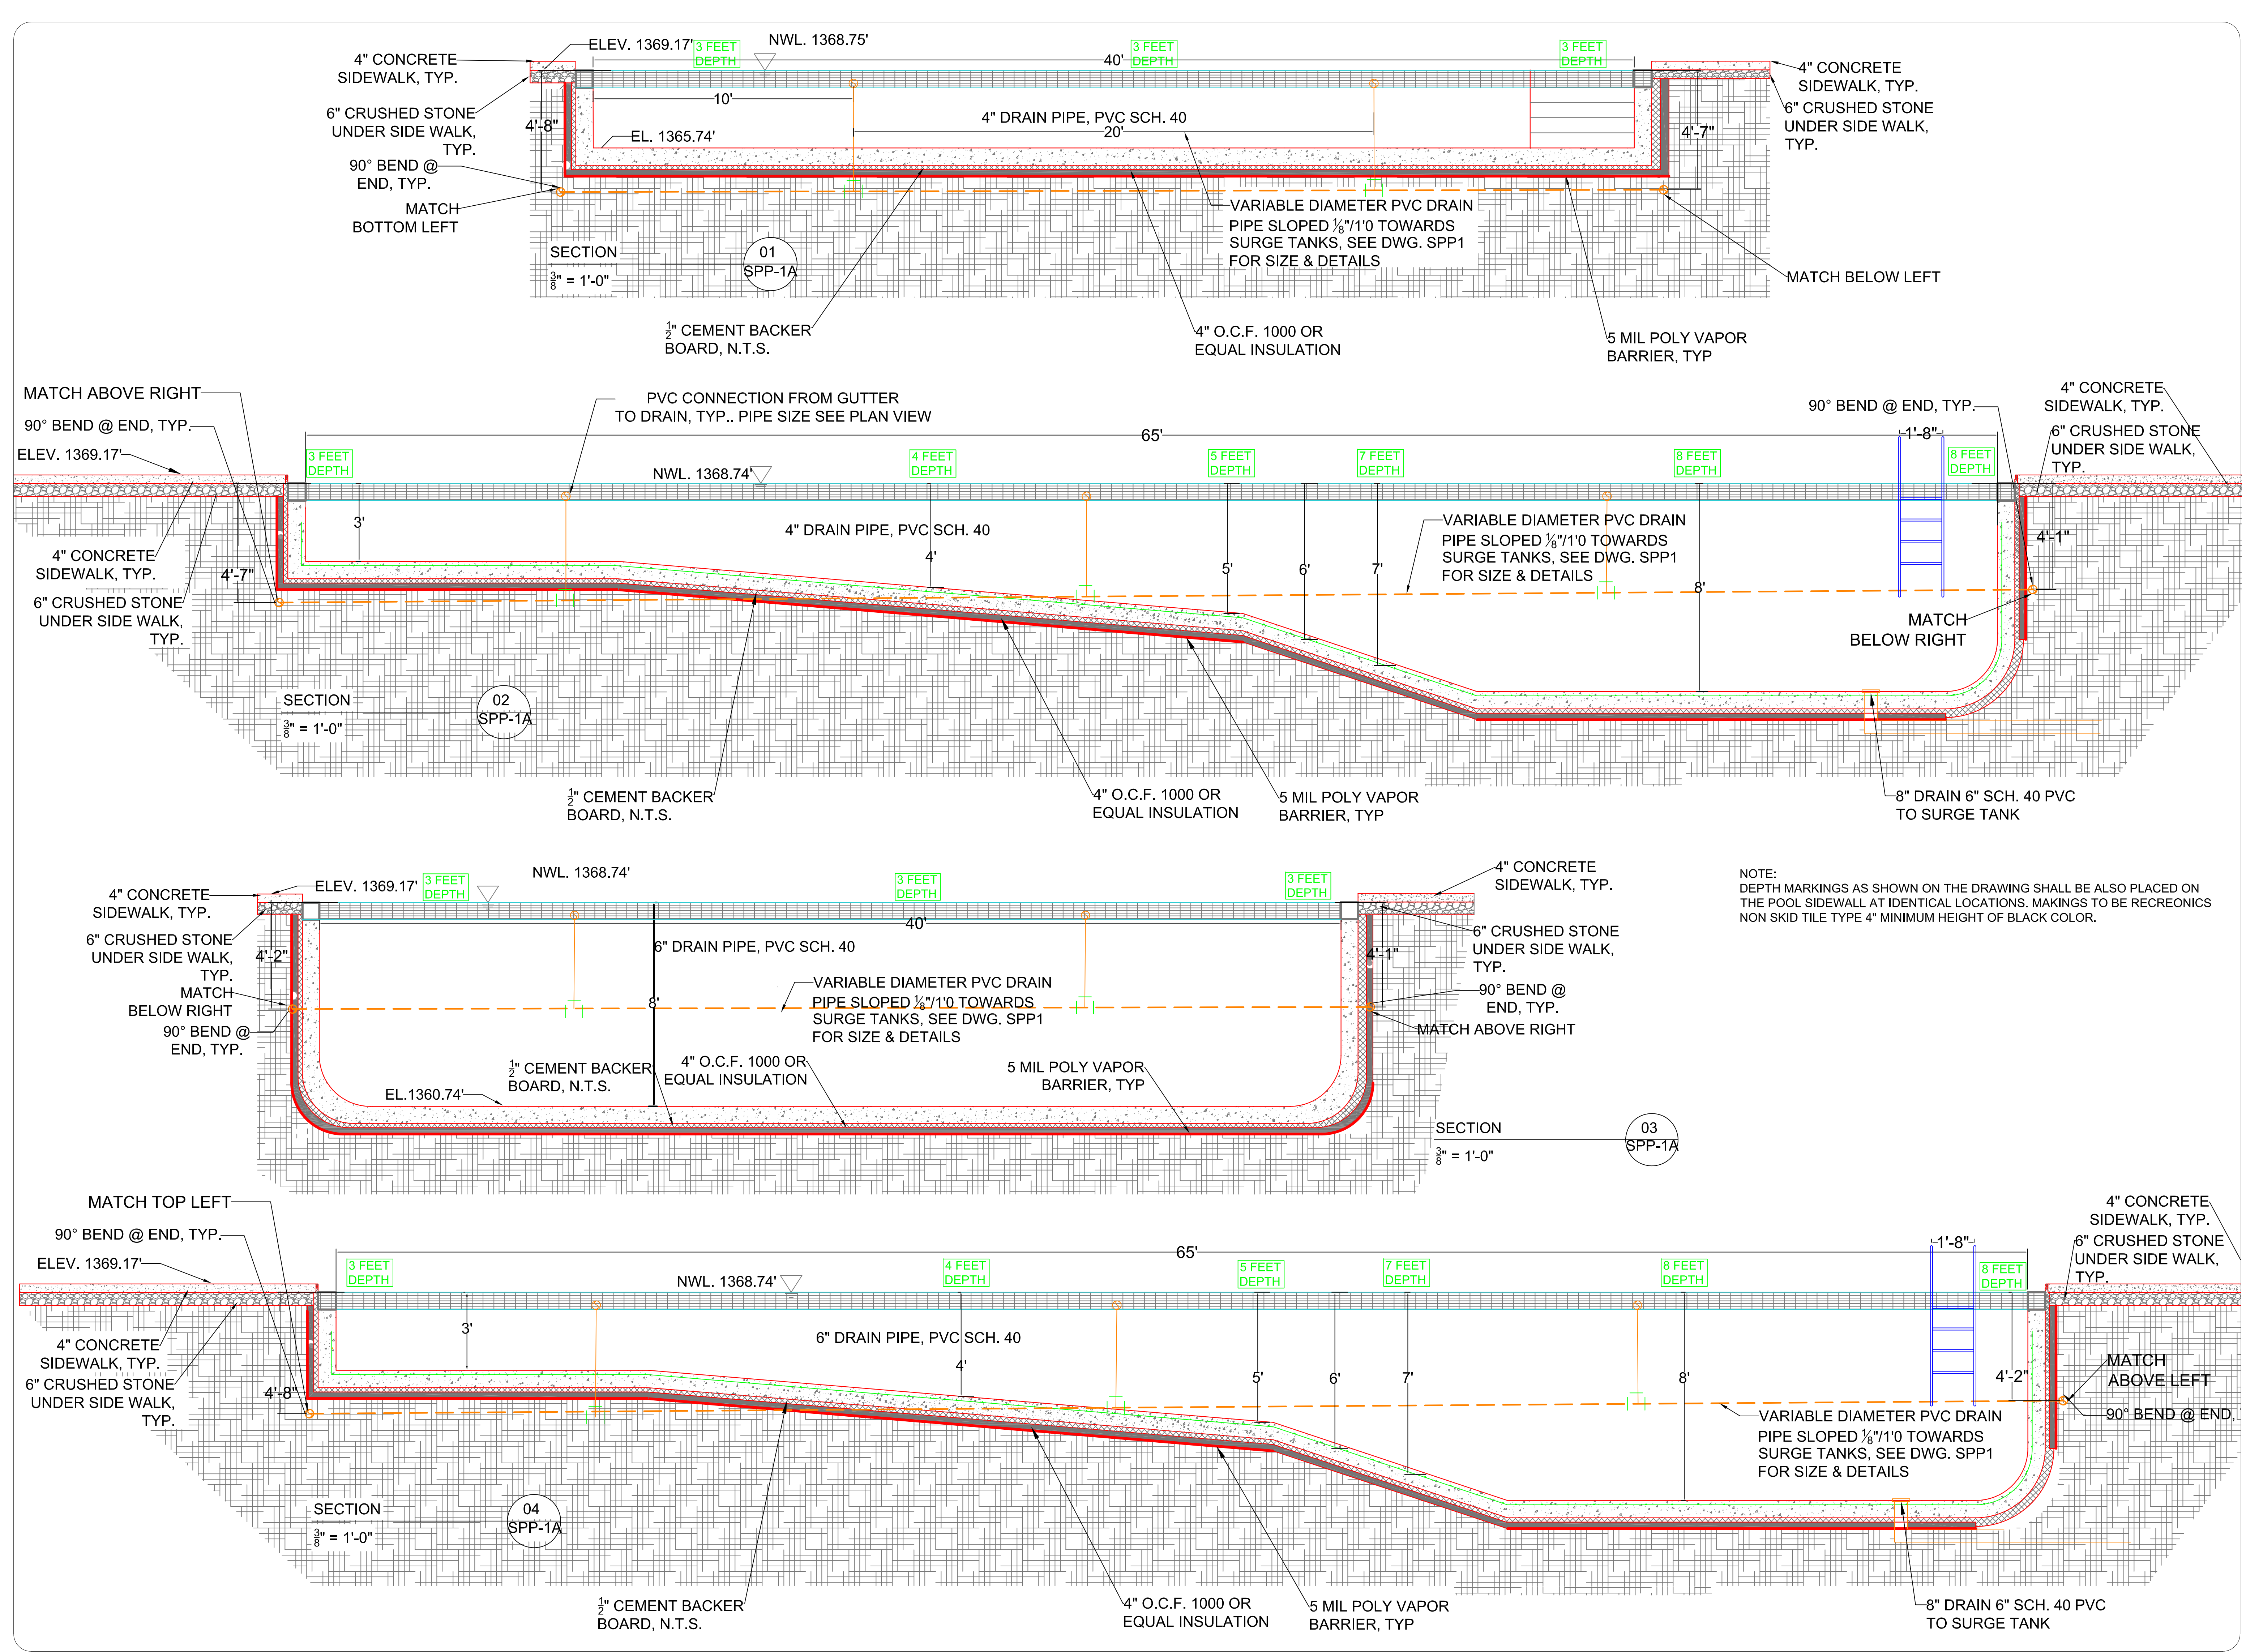 ELEV. 1369.17'
3 FEET
DEPTH
NWL. 1368.75'
3 FEET
DEPTH
3 FEET
DEPTH
40'
4" CONCRETE
SIDEWALK, TYP.
4" CONCRETE
SIDEWALK, TYP.
6" CRUSHED STONE
UNDER SIDE WALK,
TYP.
6" CRUSHED STONE
UNDER SIDE WALK,
TYP.
10'
4'-8"
4" DRAIN PIPE, PVC SCH. 40
20'
4'-7"
EL. 1365.74'
90° BEND @
END, TYP.
MATCH
BOTTOM LEFT
VARIABLE DIAMETER PVC DRAIN
PIPE SLOPED ⅛"/1'0 TOWARDS
SURGE TANKS, SEE DWG. SPP1
FOR SIZE & DETAILS
SECTION
3/8" = 1'-0"
01
SPP-1A
MATCH BELOW LEFT
1/2" CEMENT BACKER
BOARD, N.T.S.
4" O.C.F. 1000 OR
EQUAL INSULATION
5 MIL POLY VAPOR
BARRIER, TYP
MATCH ABOVE RIGHT
90° BEND @ END, TYP.
ELEV. 1369.17'
PVC CONNECTION FROM GUTTER
TO DRAIN, TYP.. PIPE SIZE SEE PLAN VIEW
90° BEND @ END, TYP.
4" CONCRETE
SIDEWALK, TYP.
6" CRUSHED STONE
UNDER SIDE WALK,
TYP.
65'
1'-8"
3 FEET
DEPTH
NWL. 1368.74'
4 FEET
DEPTH
5 FEET
DEPTH
7 FEET
DEPTH
8 FEET
DEPTH
8 FEET
DEPTH
3'
4" DRAIN PIPE, PVC SCH. 40
4'
5'
6'
7'
8'
VARIABLE DIAMETER PVC DRAIN
PIPE SLOPED ⅛"/1'0 TOWARDS
SURGE TANKS, SEE DWG. SPP1
FOR SIZE & DETAILS
4'-1"
4" CONCRETE
SIDEWALK, TYP.
4'-7"
6" CRUSHED STONE
UNDER SIDE WALK,
TYP.
MATCH
BELOW RIGHT
SECTION
3/8" = 1'-0"
02
SPP-1A
1/2" CEMENT BACKER
BOARD, N.T.S.
4" O.C.F. 1000 OR
EQUAL INSULATION
5 MIL POLY VAPOR
BARRIER, TYP
8" DRAIN 6" SCH. 40 PVC
TO SURGE TANK
4" CONCRETE
SIDEWALK, TYP.
ELEV. 1369.17'
3 FEET
DEPTH
NWL. 1368.74'
3 FEET
DEPTH
3 FEET
DEPTH
4" CONCRETE
SIDEWALK, TYP.
40'
6" CRUSHED STONE
UNDER SIDE WALK,
TYP.
4'-2"
6" DRAIN PIPE, PVC SCH. 40
4'-1"
6" CRUSHED STONE
UNDER SIDE WALK,
TYP.
MATCH
BELOW RIGHT
90° BEND @
END, TYP.
8'
VARIABLE DIAMETER PVC DRAIN
PIPE SLOPED ⅛"/1'0 TOWARDS
SURGE TANKS, SEE DWG. SPP1
FOR SIZE & DETAILS
90° BEND @
END, TYP.
MATCH ABOVE RIGHT
1/2" CEMENT BACKER
BOARD, N.T.S.
4" O.C.F. 1000 OR
EQUAL INSULATION
5 MIL POLY VAPOR
BARRIER, TYP
EL.1360.74'
SECTION
3/8" = 1'-0"
03
SPP-1A
NOTE:
DEPTH MARKINGS AS SHOWN ON THE DRAWING SHALL BE ALSO PLACED ON
THE POOL SIDEWALL AT IDENTICAL LOCATIONS. MAKINGS TO BE RECREONICS
NON SKID TILE TYPE 4" MINIMUM HEIGHT OF BLACK COLOR.
MATCH TOP LEFT
90° BEND @ END, TYP.
ELEV. 1369.17'
65'
1'-8"
4" CONCRETE
SIDEWALK, TYP.
6" CRUSHED STONE
UNDER SIDE WALK,
TYP.
3 FEET
DEPTH
NWL. 1368.74'
4 FEET
DEPTH
5 FEET
DEPTH
7 FEET
DEPTH
8 FEET
DEPTH
8 FEET
DEPTH
3'
6" DRAIN PIPE, PVC SCH. 40
4'
5'
6'
7'
8'
4'-2"
4" CONCRETE
SIDEWALK, TYP.
6" CRUSHED STONE
UNDER SIDE WALK,
TYP.
4'-8"
MATCH
ABOVE LEFT
90° BEND @ END,
VARIABLE DIAMETER PVC DRAIN
PIPE SLOPED ⅛"/1'0 TOWARDS
SURGE TANKS, SEE DWG. SPP1
FOR SIZE & DETAILS
SECTION
3/8" = 1'-0"
04
SPP-1A
1/2" CEMENT BACKER
BOARD, N.T.S.
4" O.C.F. 1000 OR
EQUAL INSULATION
5 MIL POLY VAPOR
BARRIER, TYP
8" DRAIN 6" SCH. 40 PVC
TO SURGE TANK